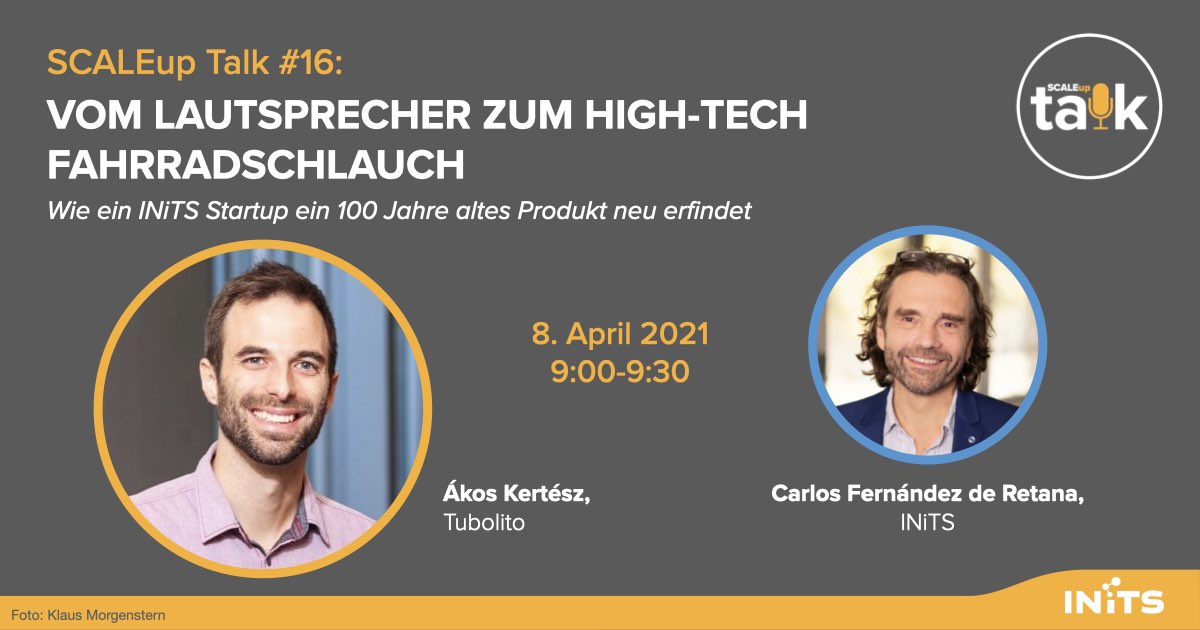 SCALEup Talk #16:
VOM LAUTSPRECHER ZUM HIGH-TECH
FAHRRADSCHLAUCH
Wie ein INiTS Startup ein 100 Jahre altes Produkt neu erfindet
SCALEup
talk
8. April 2021
9:00-9:30
Ákos Kertész,
Tubolito
Carlos Fernández de Retana,
INiTS
Foto: Klaus Morgenstern
INiTS